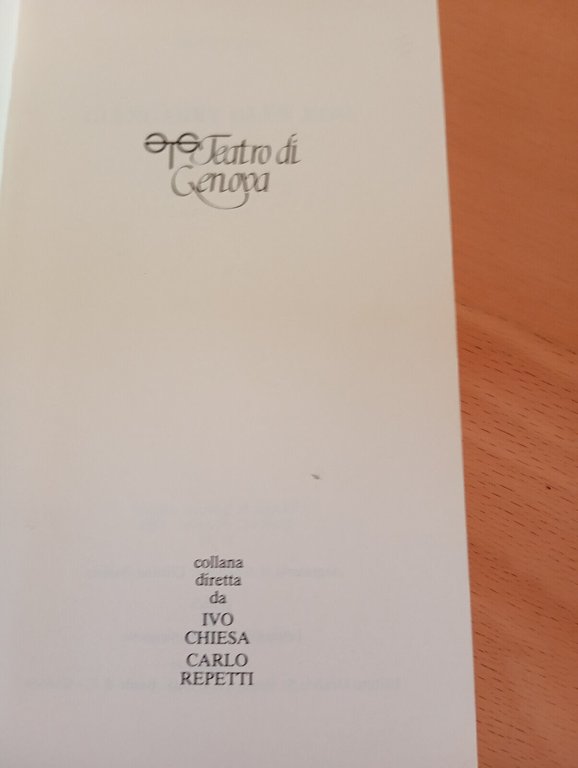 Teatro di
Genova
collana
diretta
da
IVO
CHIESA
CARLO
REPETTI